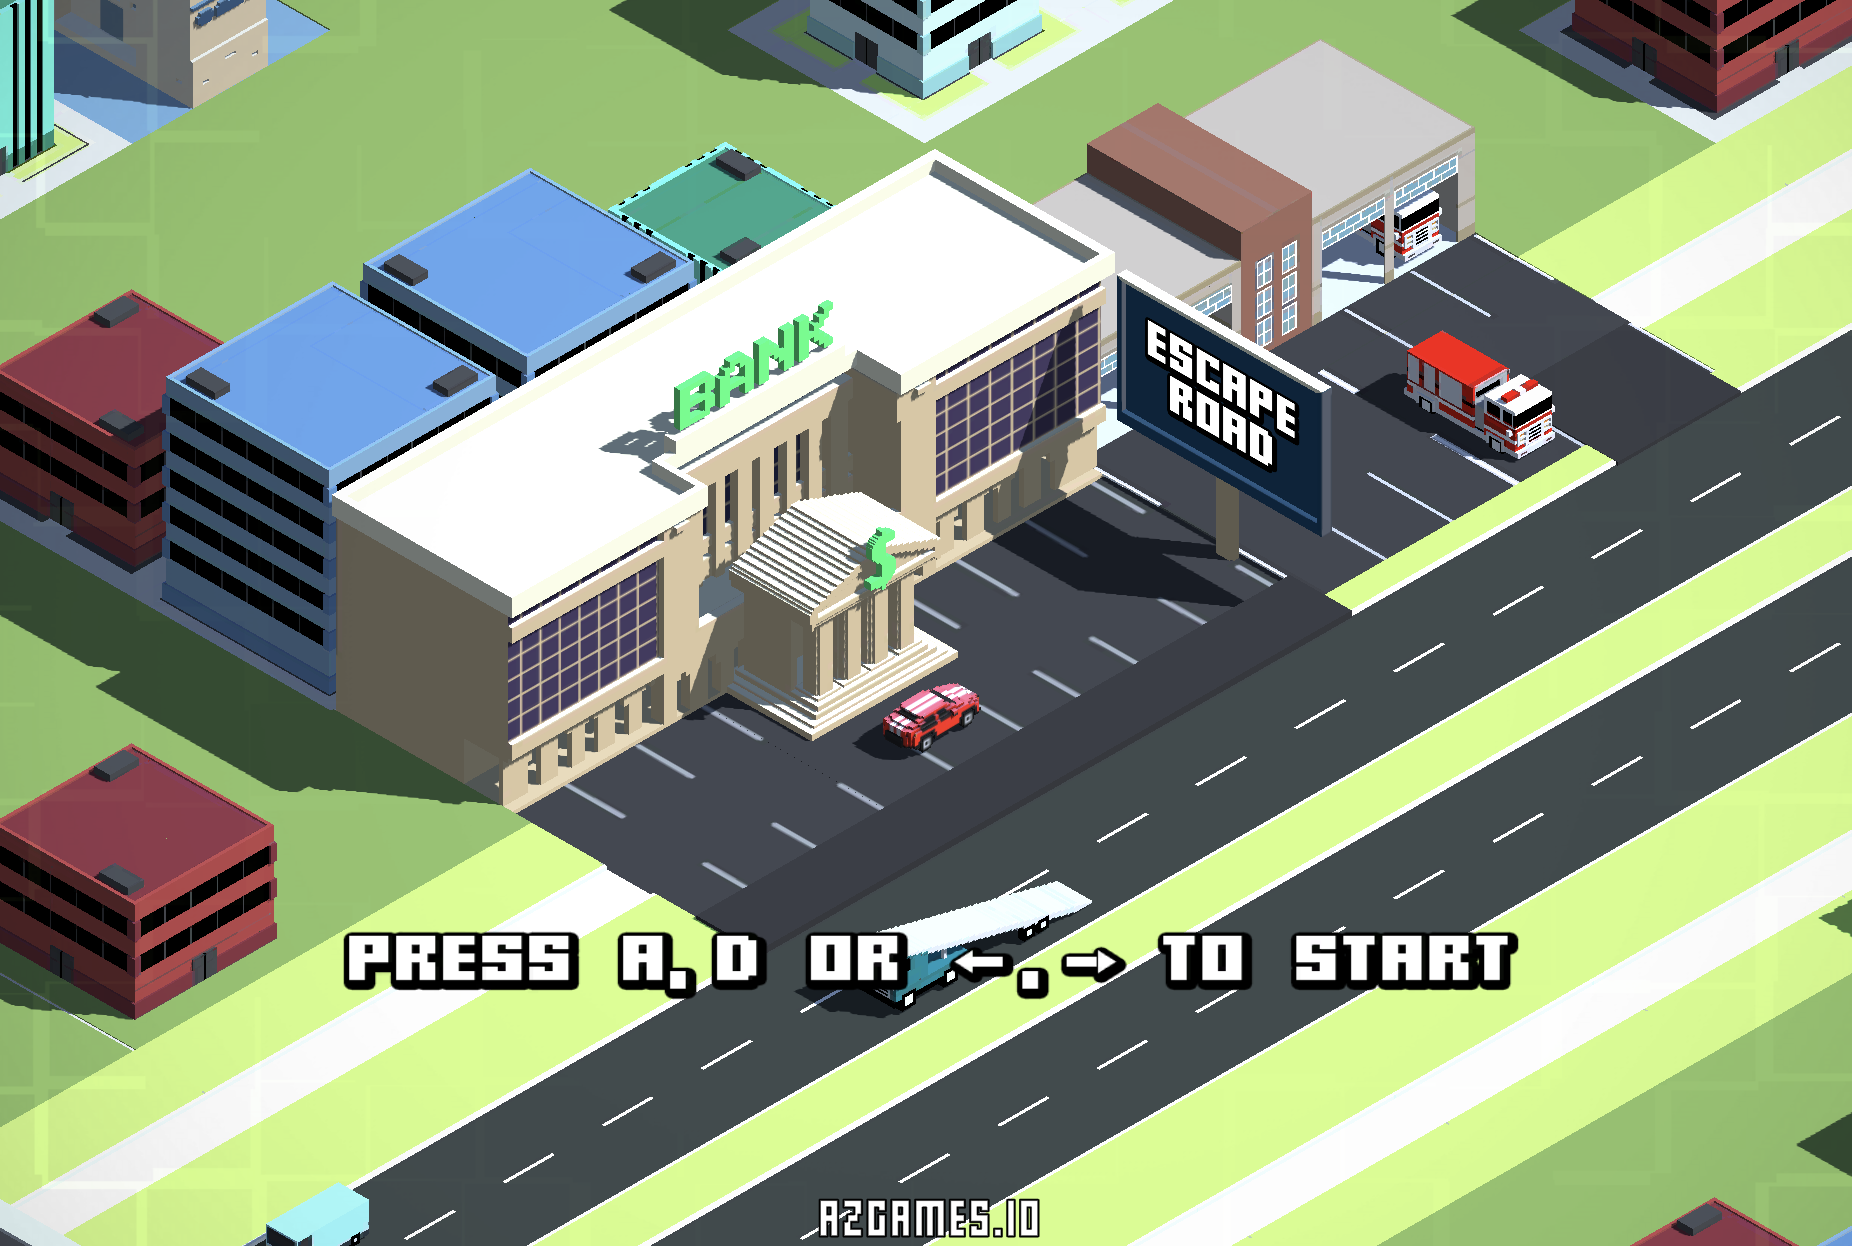 BANK
ESCAPE
ROAD
$
PRESS A,D OR ←,→ TO START
AZGAMES.IO